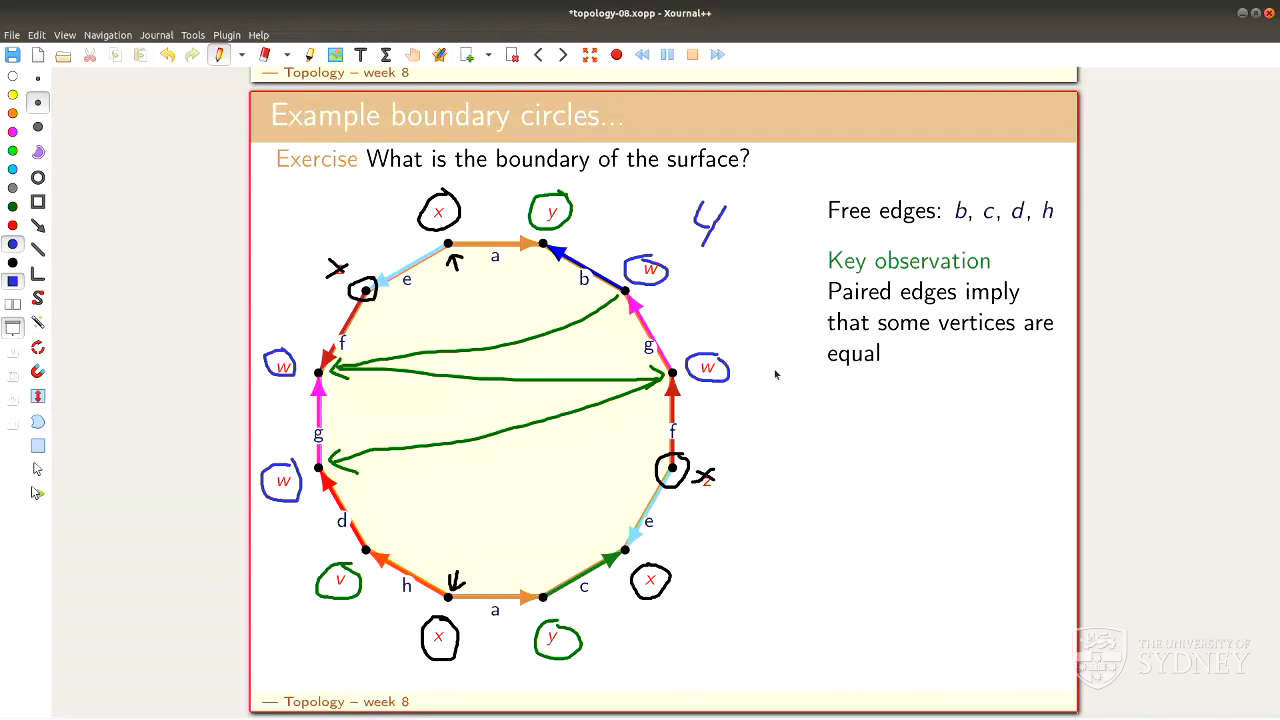 *topology-08.xopp - Xournal++
File Edit View Navigation Journal Tools Plugin Help
— Topology – week 8
Example boundary circles...
Exercise What is the boundary of the surface?
x y 4 Free edges: b, c, d, h
a
x e b w
Key observation
Paired edges imply
that some vertices are
equal
f g
w w
g f
w x
d e
v h c x
a
x y
THE UNIVERSITY OF
SYDNEY
— Topology – week 8